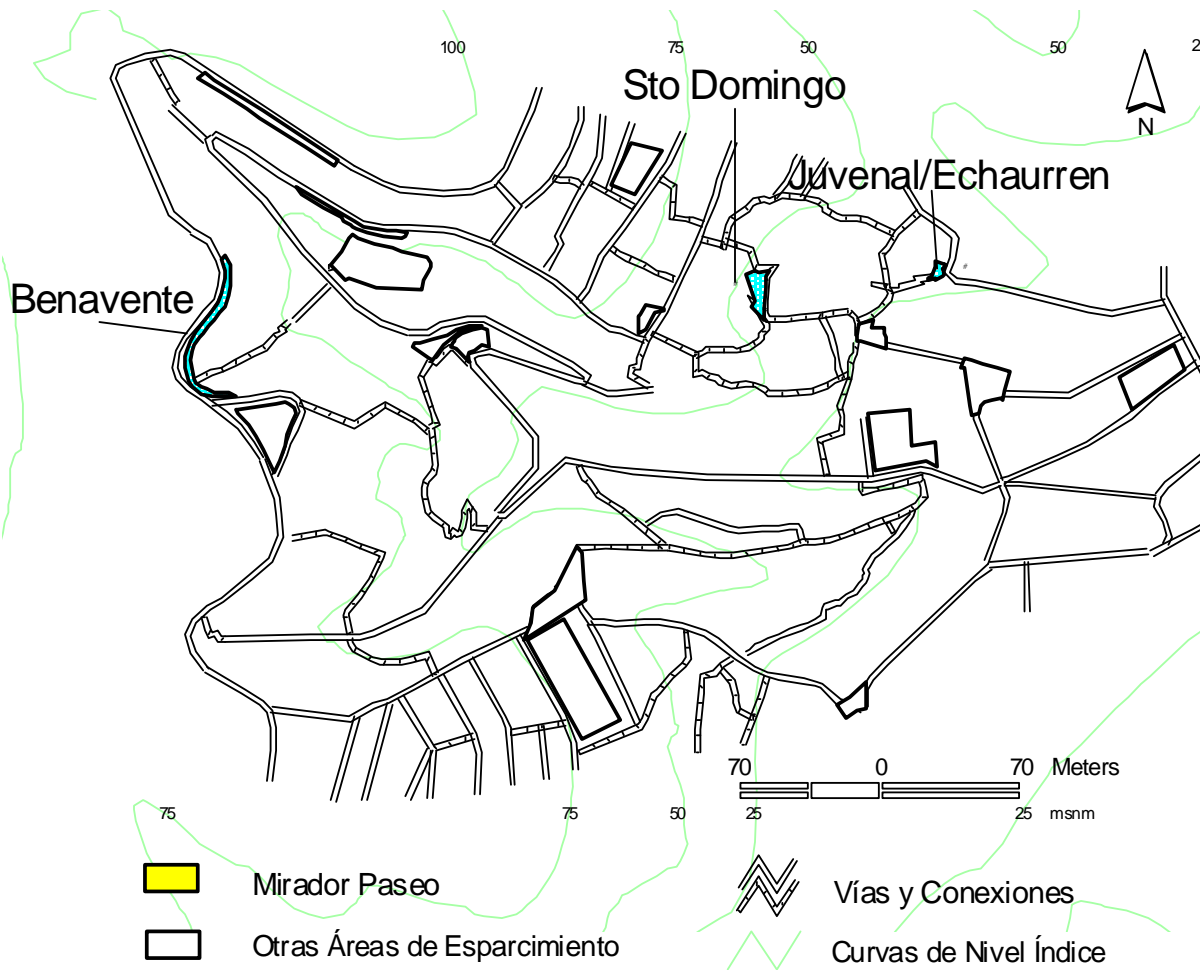 100 75 50 50 2
Sto Domingo
N
Juvenal/Echaurren
Benavente
70 0 70 Meters
75 75 50 25 25 msnm
Mirador Paseo
Vías y Conexiones
Otras Áreas de Esparcimiento
Curvas de Nivel Índice